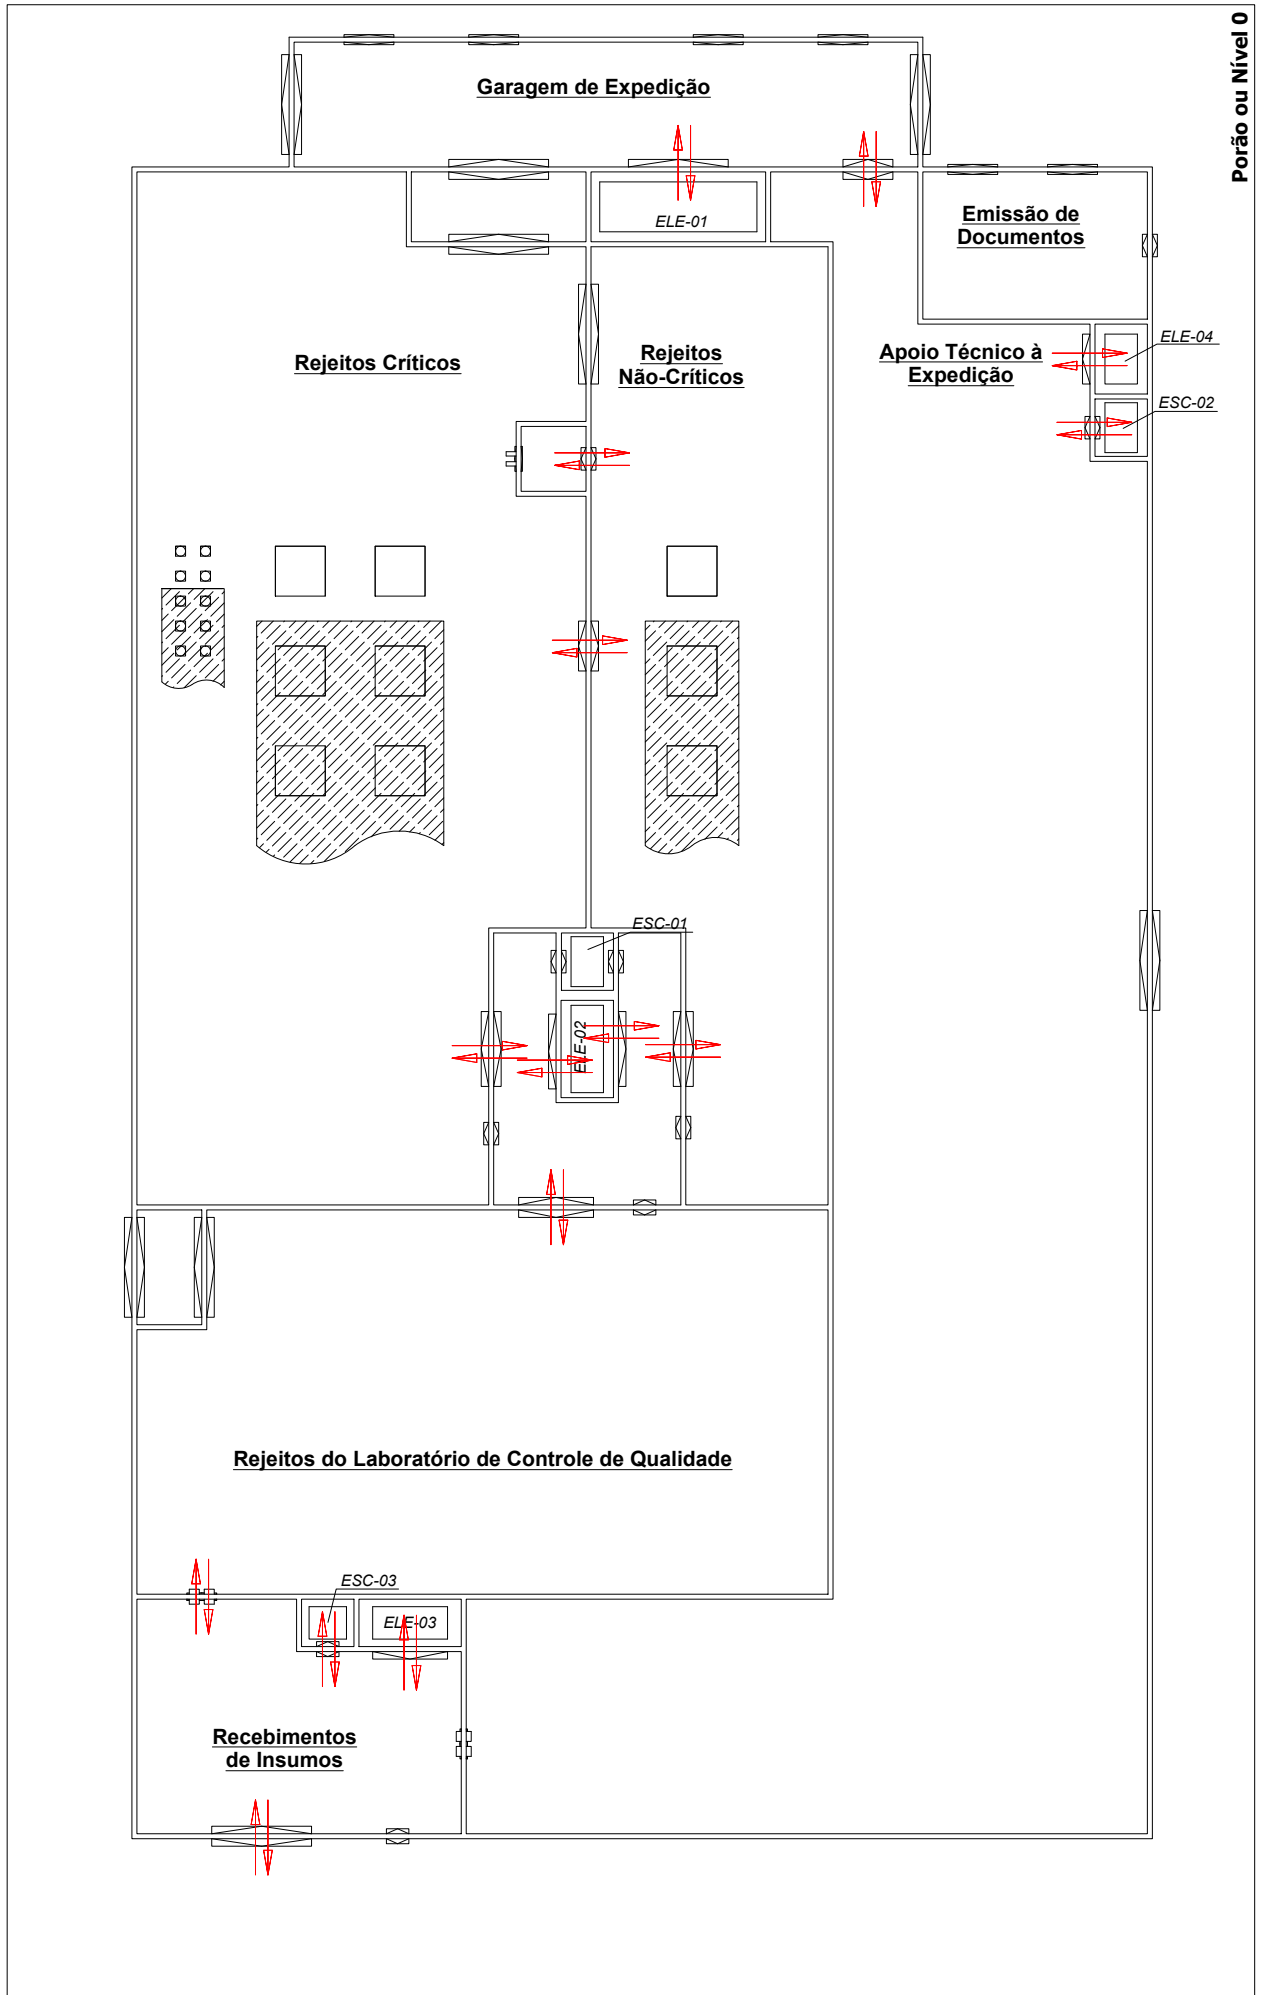 Porão ou Nível 0
Garagem de Expedição
ELE-01
Emissão de
Documentos
Rejeitos Críticos
Rejeitos
Não-Críticos
Apoio Técnico à
Expedição
ELE-04
ESC-02
ESC-01
ELE-02
Rejeitos do Laboratório de Controle de Qualidade
ESC-03
ELE-03
Recebimentos
de Insumos